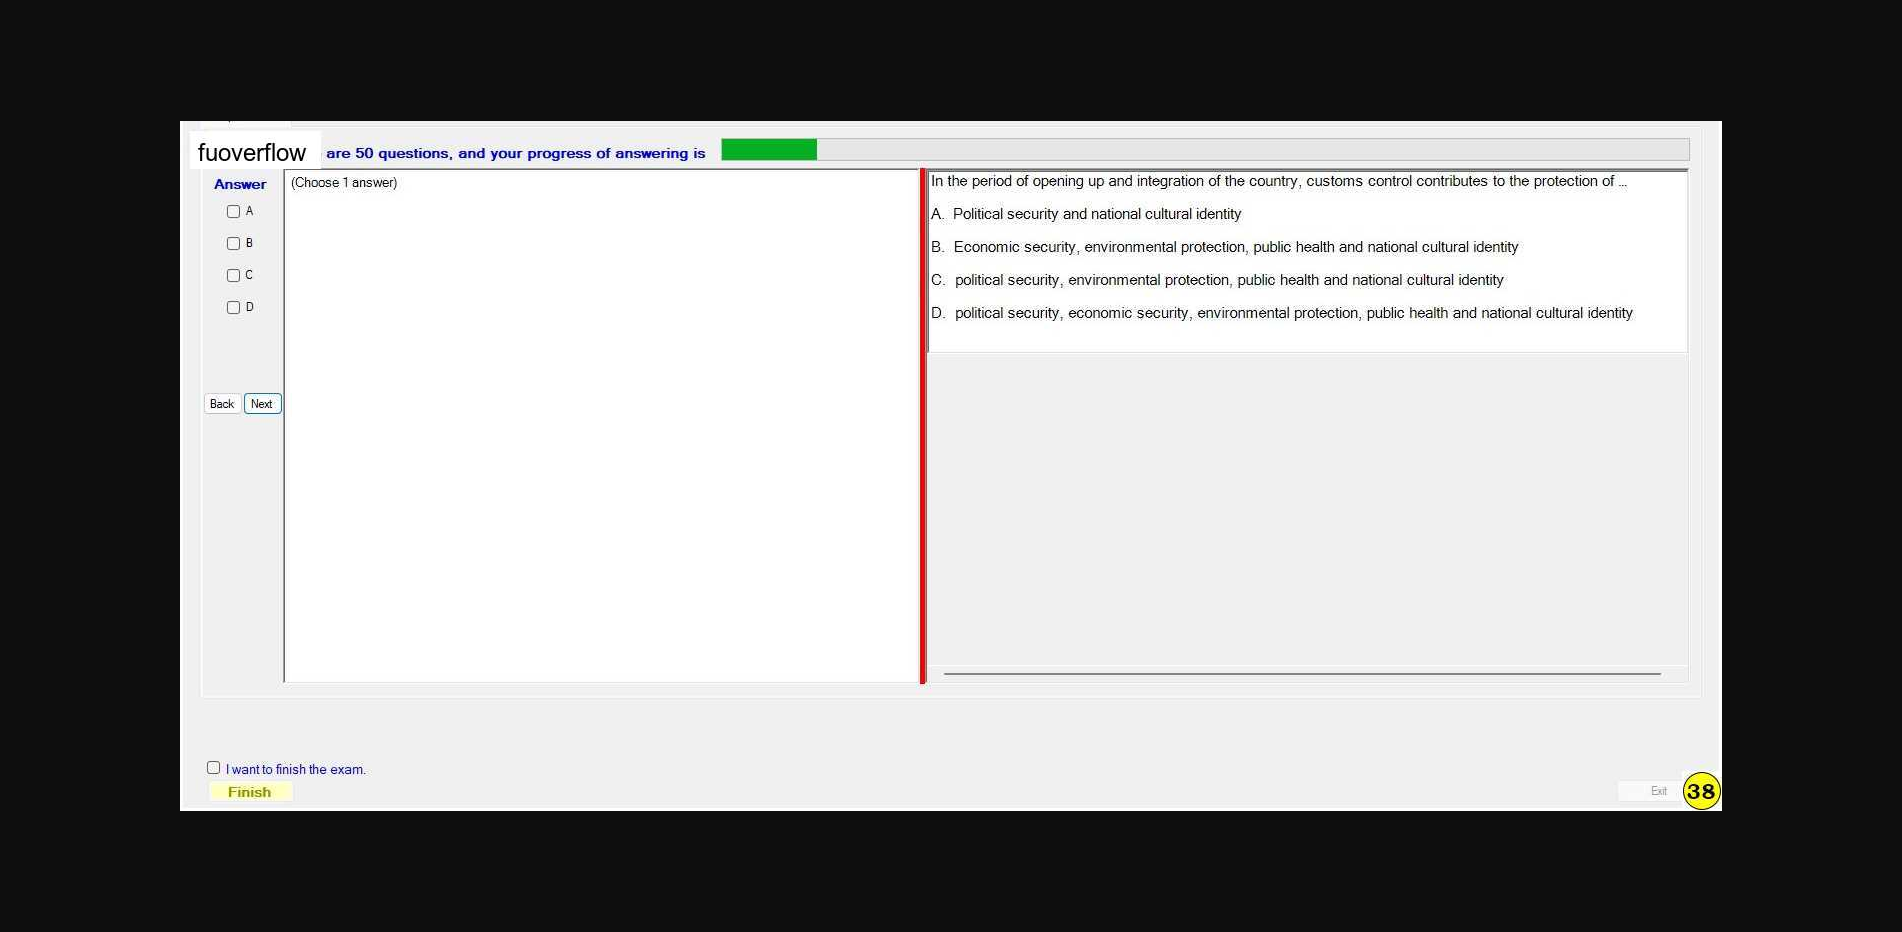 fuoverflow are 50 questions, and your progress of answering is
Answer
(Choose 1 answer)
A
B
C
D
Back Next
In the period of opening up and integration of the country, customs control contributes to the protection of ...
A. Political security and national cultural identity
B. Economic security, environmental protection, public health and national cultural identity
C. political security, environmental protection, public health and national cultural identity
D. political security, economic security, environmental protection, public health and national cultural identity
I want to finish the exam.
Finish
Exit
38